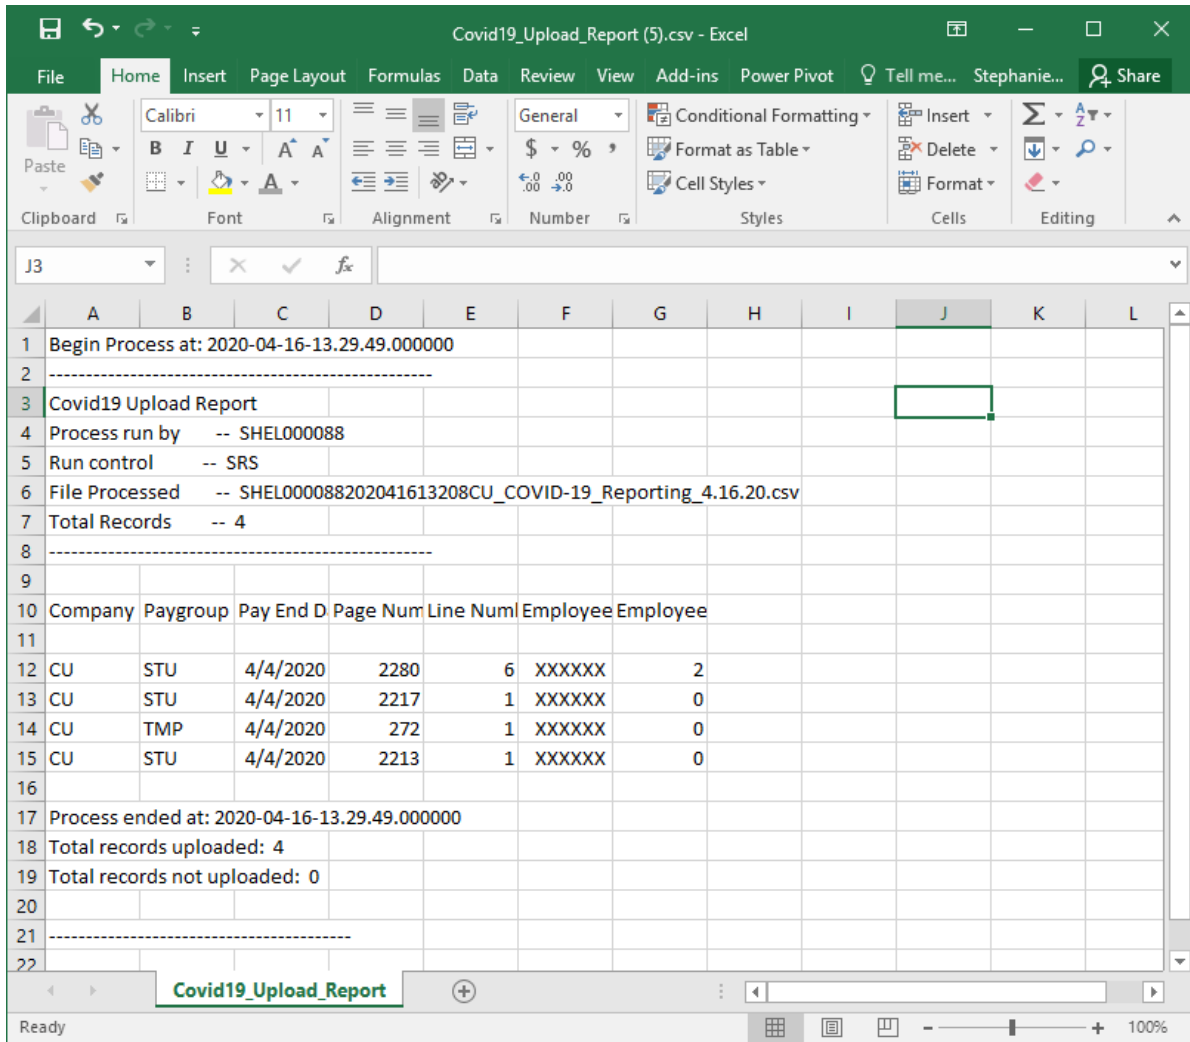 Covid19_Upload_Report (5).csv - Excel
File Home Insert Page Layout Formulas Data Review View Add-ins Power Pivot Tell me... Stephanie... Share
Paste
Calibri 11
B I U A A A
General
$ % ,
.0 .00 .00 .0
Conditional Formatting
Format as Table
Cell Styles
Insert
Delete
Format
Σ A Z
Clipboard Font Alignment Number Styles Cells Editing
J3 fx
A B C D E F G H I J K L
1 Begin Process at: 2020-04-16-13.29.49.000000
2 ----------------------------------------------------
3 Covid19 Upload Report
4 Process run by -- SHEL000088
5 Run control -- SRS
6 File Processed -- SHEL000088202041613208CU_COVID-19_Reporting_4.16.20.csv
7 Total Records -- 4
8 ----------------------------------------------------
9
10 Company Paygroup Pay End D Page Num Line Numl Employee Employee
11
12 CU STU 4/4/2020 2280 6 XXXXXX 2
13 CU STU 4/4/2020 2217 1 XXXXXX 0
14 CU TMP 4/4/2020 272 1 XXXXXX 0
15 CU STU 4/4/2020 2213 1 XXXXXX 0
16
17 Process ended at: 2020-04-16-13.29.49.000000
18 Total records uploaded: 4
19 Total records not uploaded: 0
20
21 -----------------------------------------
22
Covid19_Upload_Report
Ready 100%